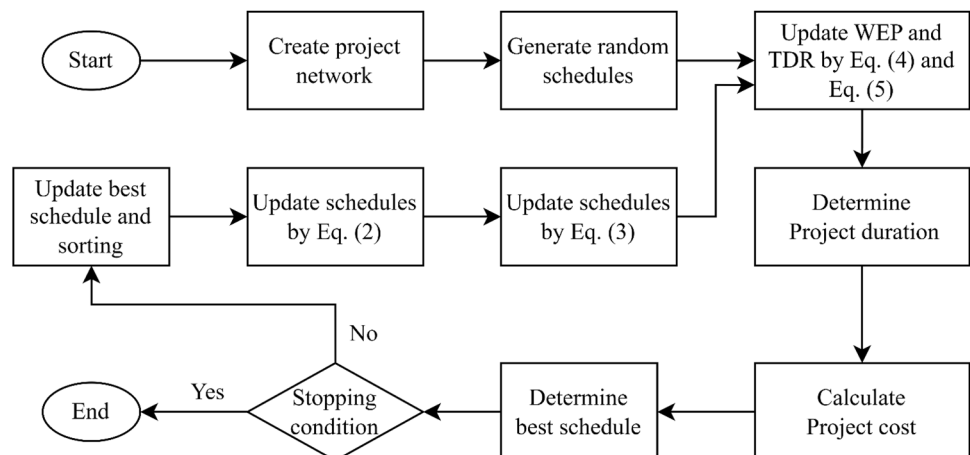 Start
Create project
network
Generate random
schedules
Update WEP and
TDR by Eq. (4) and
Eq. (5)
Update best
schedule and
sorting
Update schedules
by Eq. (2)
Update schedules
by Eq. (3)
Determine
Project duration
No
Yes
End
Stopping
condition
Determine
best schedule
Calculate
Project cost